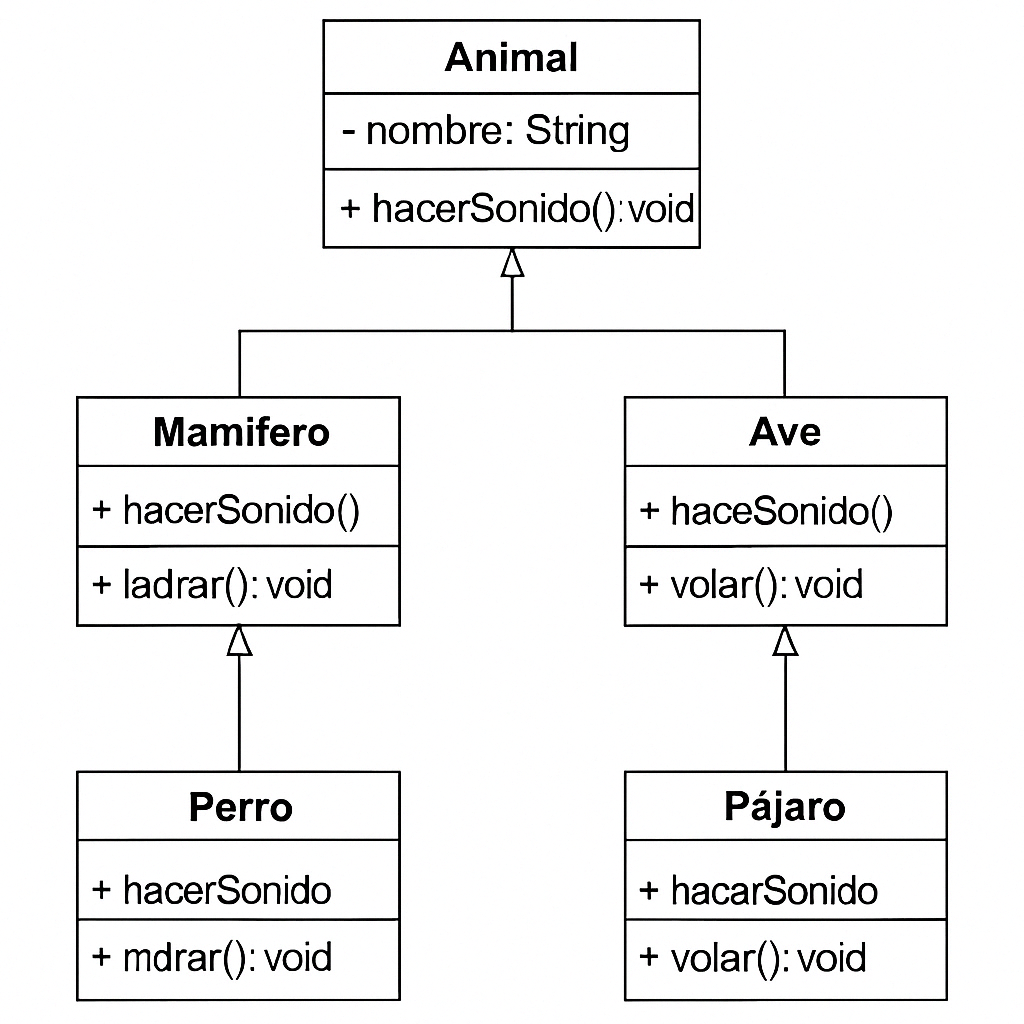 Animal
- nombre: String
+ hacerSonido(): void
Mamifero
+ hacerSonido()
+ ladrar(): void
Ave
+ haceSonido()
+ volar(): void
Perro
+ hacerSonido
+ mdrar(): void
Pájaro
+ hacarSonido
+ volar(): void